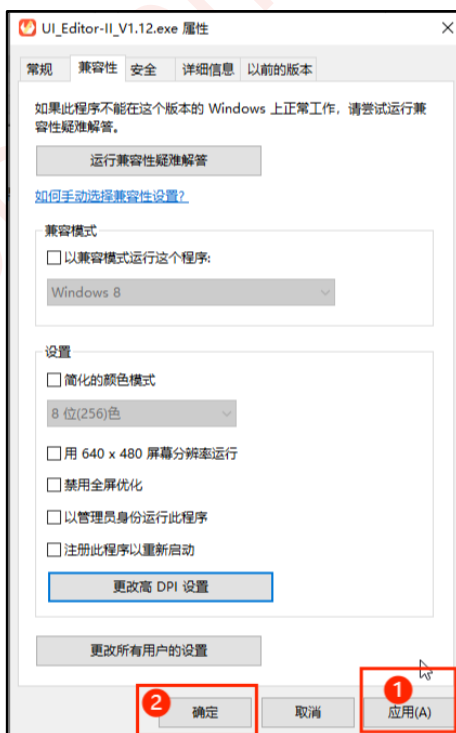 UI_Editor-II_V1.12.exe 属性
常规 兼容性 安全 详细信息 以前的版本
如果此程序不能在这个版本的 Windows 上正常工作，请尝试运行兼
容性疑难解答。
运行兼容性疑难解答
如何手动选择兼容性设置?
兼容模式
以兼容模式运行这个程序:
Windows 8
设置
简化的颜色模式
8 位(256)色
用 640 x 480 屏幕分辨率运行
禁用全屏优化
以管理员身份运行此程序
注册此程序以重新启动
更改高 DPI 设置
更改所有用户的设置
2 确定 取消 1 应用(A)